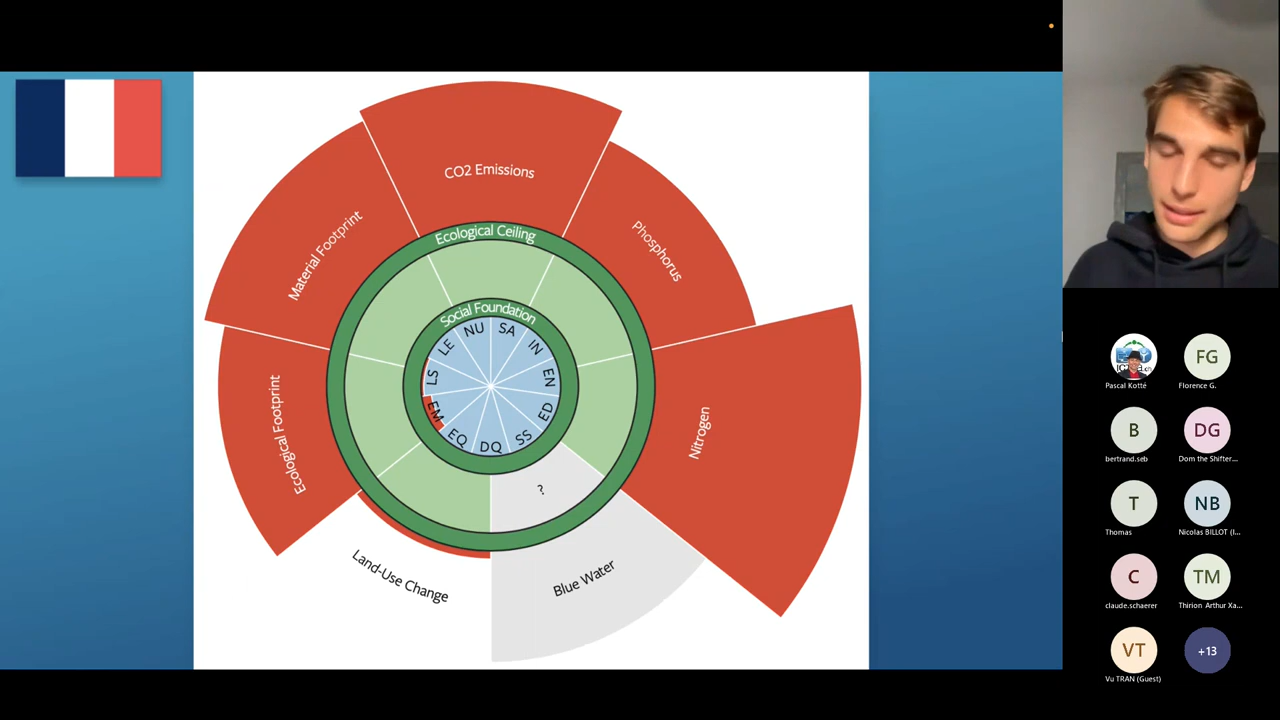 CO2 Emissions
Phosphorus
Material Footprint
Ecological Ceiling
Social Foundation
NU
SA
LE
IN
LS
EN
EM
ED
EQ
DQ
SS
Nitrogen
Ecological Footprint
?
Land-Use Change
Blue Water
Pascal Kotté
FG
Florence G.
B
bertrand.seb
DG
Dom the Shifter...
T
Thomas
NB
Nicolas BILLOT (I...
C
claude.schaerer
TM
Thirion Arthur Xa...
VT
Vu TRAN (Guest)
+13